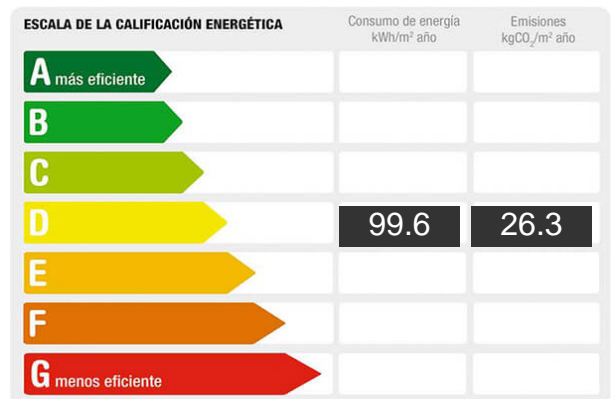 ESCALA DE LA CALIFICACIÓN ENERGÉTICA
Consumo de energía
kWh/m² año
Emisiones
kgCO₂/m² año
A más eficiente
B
C
D 99.6 26.3
E
F
G menos eficiente